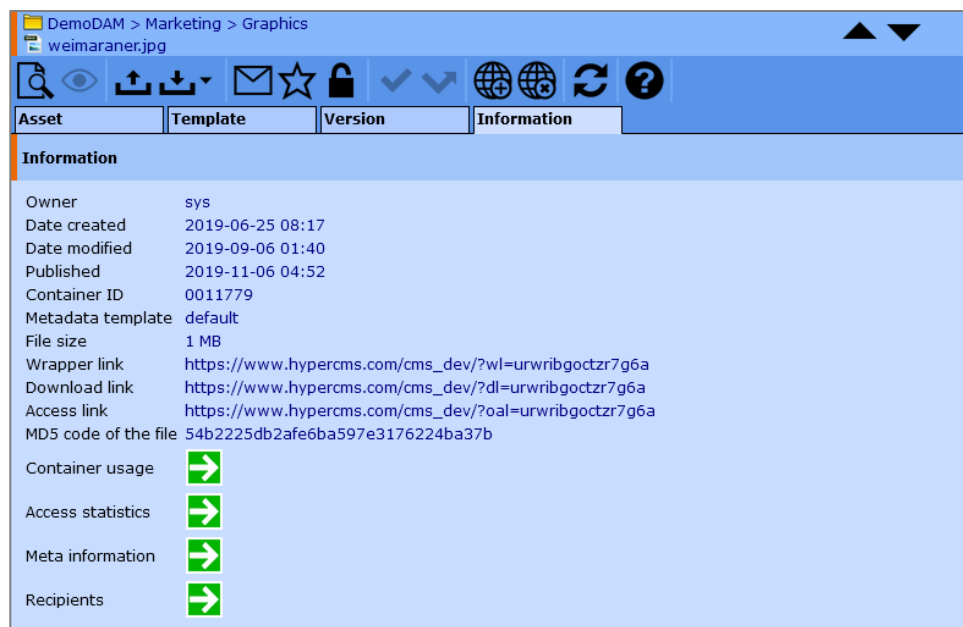 DemoDAM > Marketing > Graphics
weimaraner.jpg
Asset Template Version Information
Information
Owner sys
Date created 2019-06-25 08:17
Date modified 2019-09-06 01:40
Published 2019-11-06 04:52
Container ID 0011779
Metadata template default
File size 1 MB
Wrapper link https://www.hypercms.com/cms_dev/?wl=urwribgoctzr7g6a
Download link https://www.hypercms.com/cms_dev/?dl=urwribgoctzr7g6a
Access link https://www.hypercms.com/cms_dev/?oal=urwribgoctzr7g6a
MD5 code of the file 54b2225db2afe6ba597e3176224ba37b
Container usage
Access statistics
Meta information
Recipients